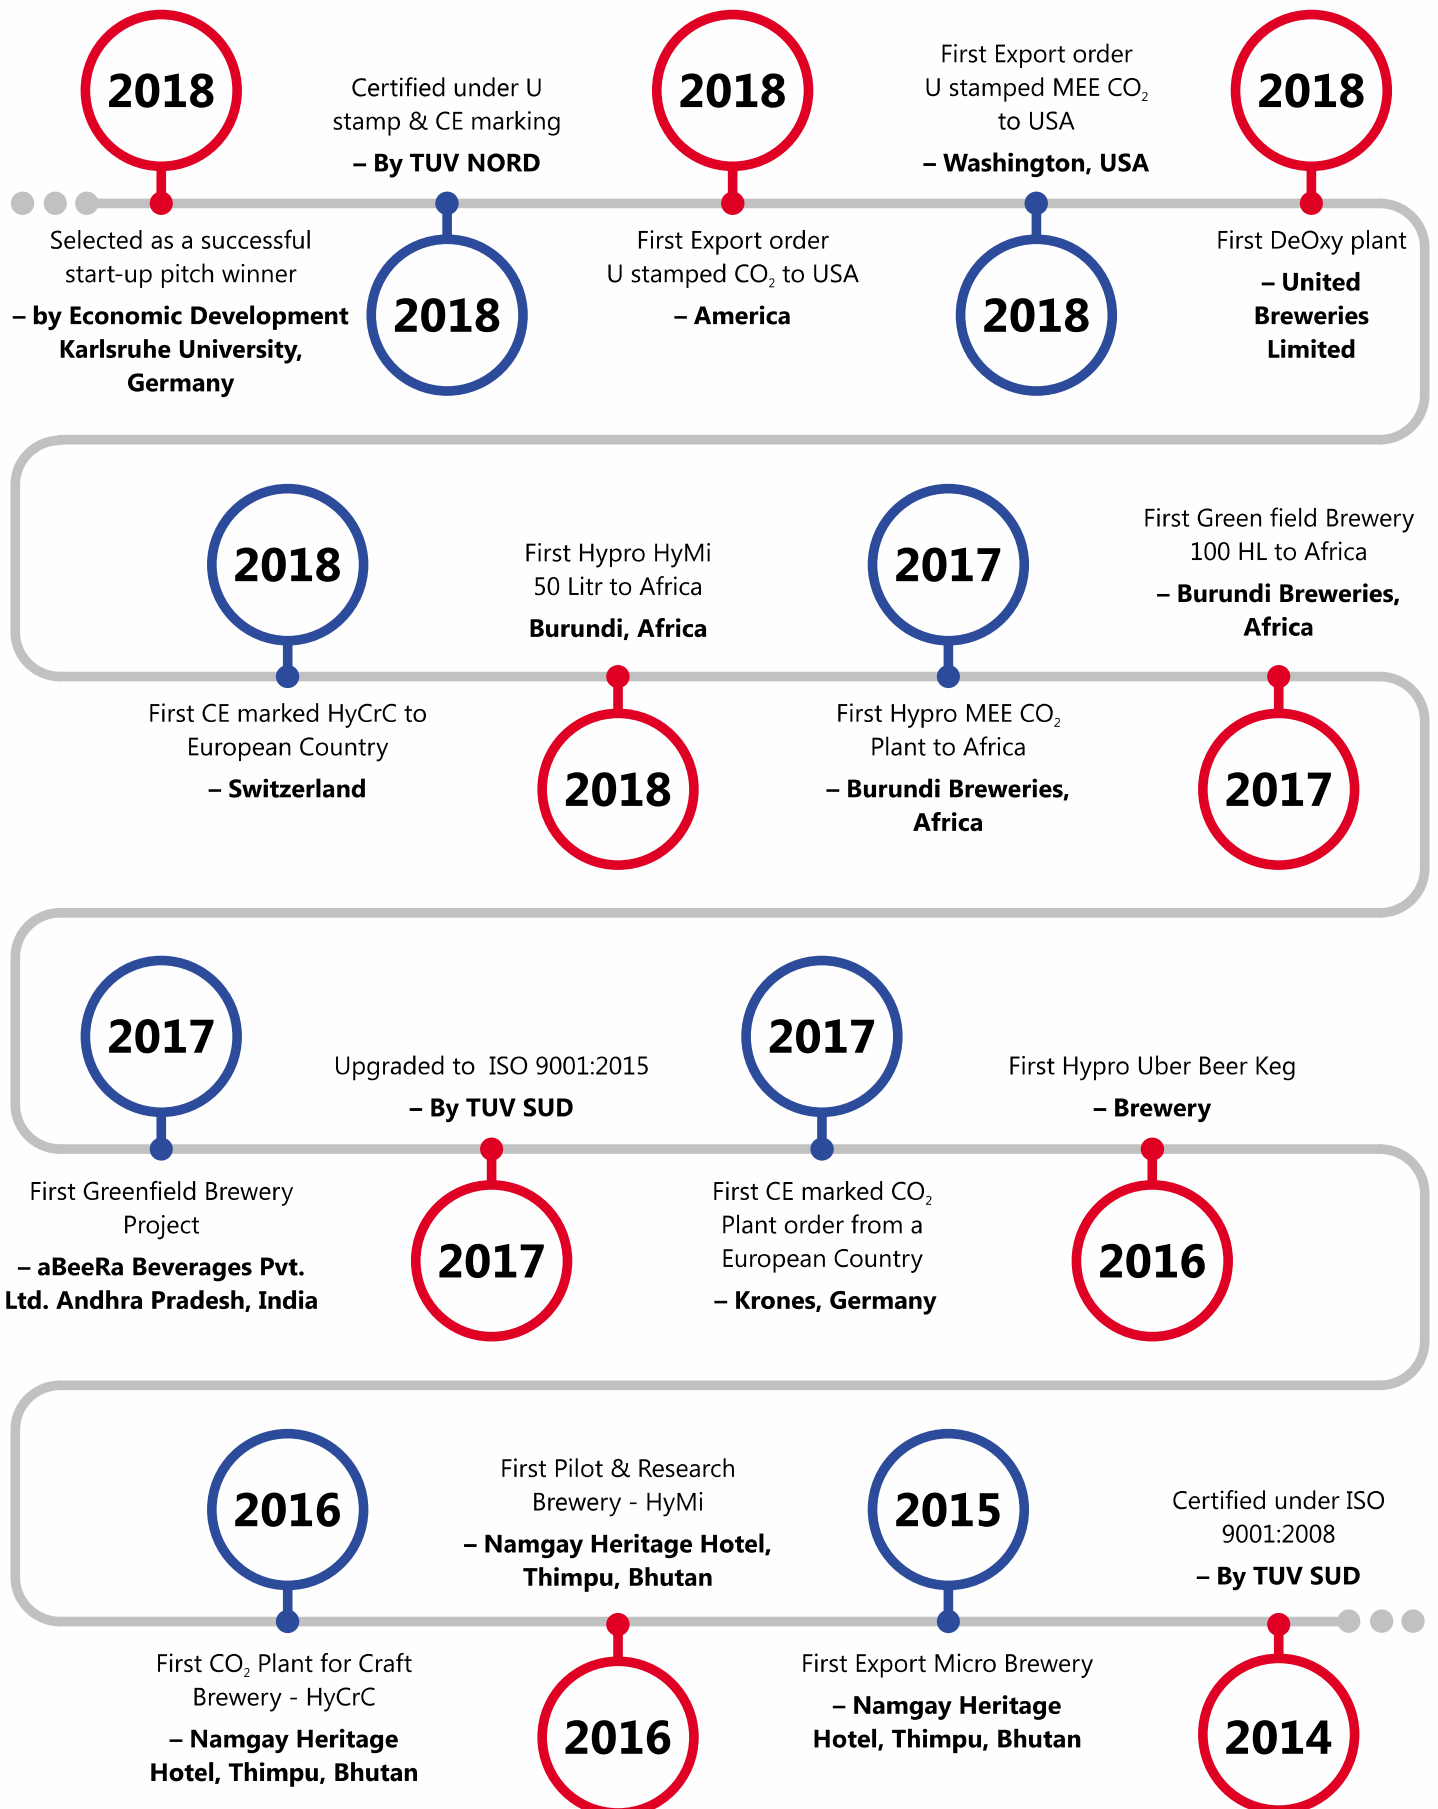 2018
Selected as a successful
start-up pitch winner
– by Economic Development
Karlsruhe University,
Germany
Certified under U
stamp & CE marking
– By TUV NORD
2018
2018
First Export order
U stamped CO₂ to USA
– America
First Export order
U stamped MEE CO₂
to USA
– Washington, USA
2018
2018
First DeOxy plant
– United
Breweries
Limited
2018
First CE marked HyCrC to
European Country
– Switzerland
First Hypro HyMi
50 Litr to Africa
Burundi, Africa
2018
2017
First Hypro MEE CO₂
Plant to Africa
– Burundi Breweries,
Africa
First Green field Brewery
100 HL to Africa
– Burundi Breweries,
Africa
2017
2017
First Greenfield Brewery
Project
– aBeeRa Beverages Pvt.
Ltd. Andhra Pradesh, India
Upgraded to ISO 9001:2015
– By TUV SUD
2017
2017
First CE marked CO₂
Plant order from a
European Country
– Krones, Germany
First Hypro Uber Beer Keg
– Brewery
2016
2016
First CO₂ Plant for Craft
Brewery - HyCrC
– Namgay Heritage
Hotel, Thimpu, Bhutan
First Pilot & Research
Brewery - HyMi
– Namgay Heritage Hotel,
Thimpu, Bhutan
2016
2015
First Export Micro Brewery
– Namgay Heritage
Hotel, Thimpu, Bhutan
Certified under ISO
9001:2008
– By TUV SUD
2014